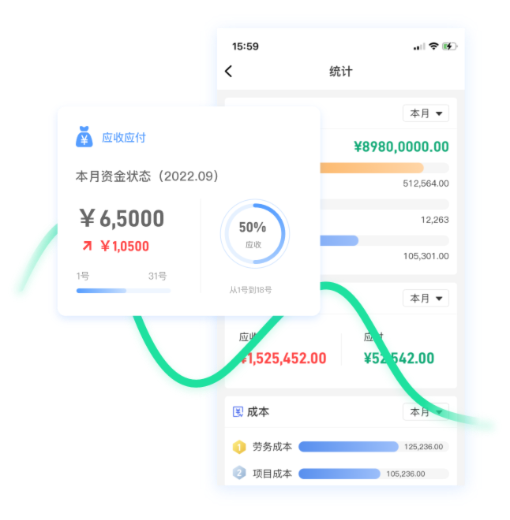 15:59
统计
本月
¥8980,0000.00
512,564.00
12,263
105,301.00
应收应付
本月资金状态（2022.09）
¥6,5000
¥1,0500
1号 31号
50%
应收
从1号到18号
本月
应收 应付
¥1,525,452.00 ¥52,542.00
成本 本月
1 劳务成本 125,236.00
2 项目成本 105,236.00